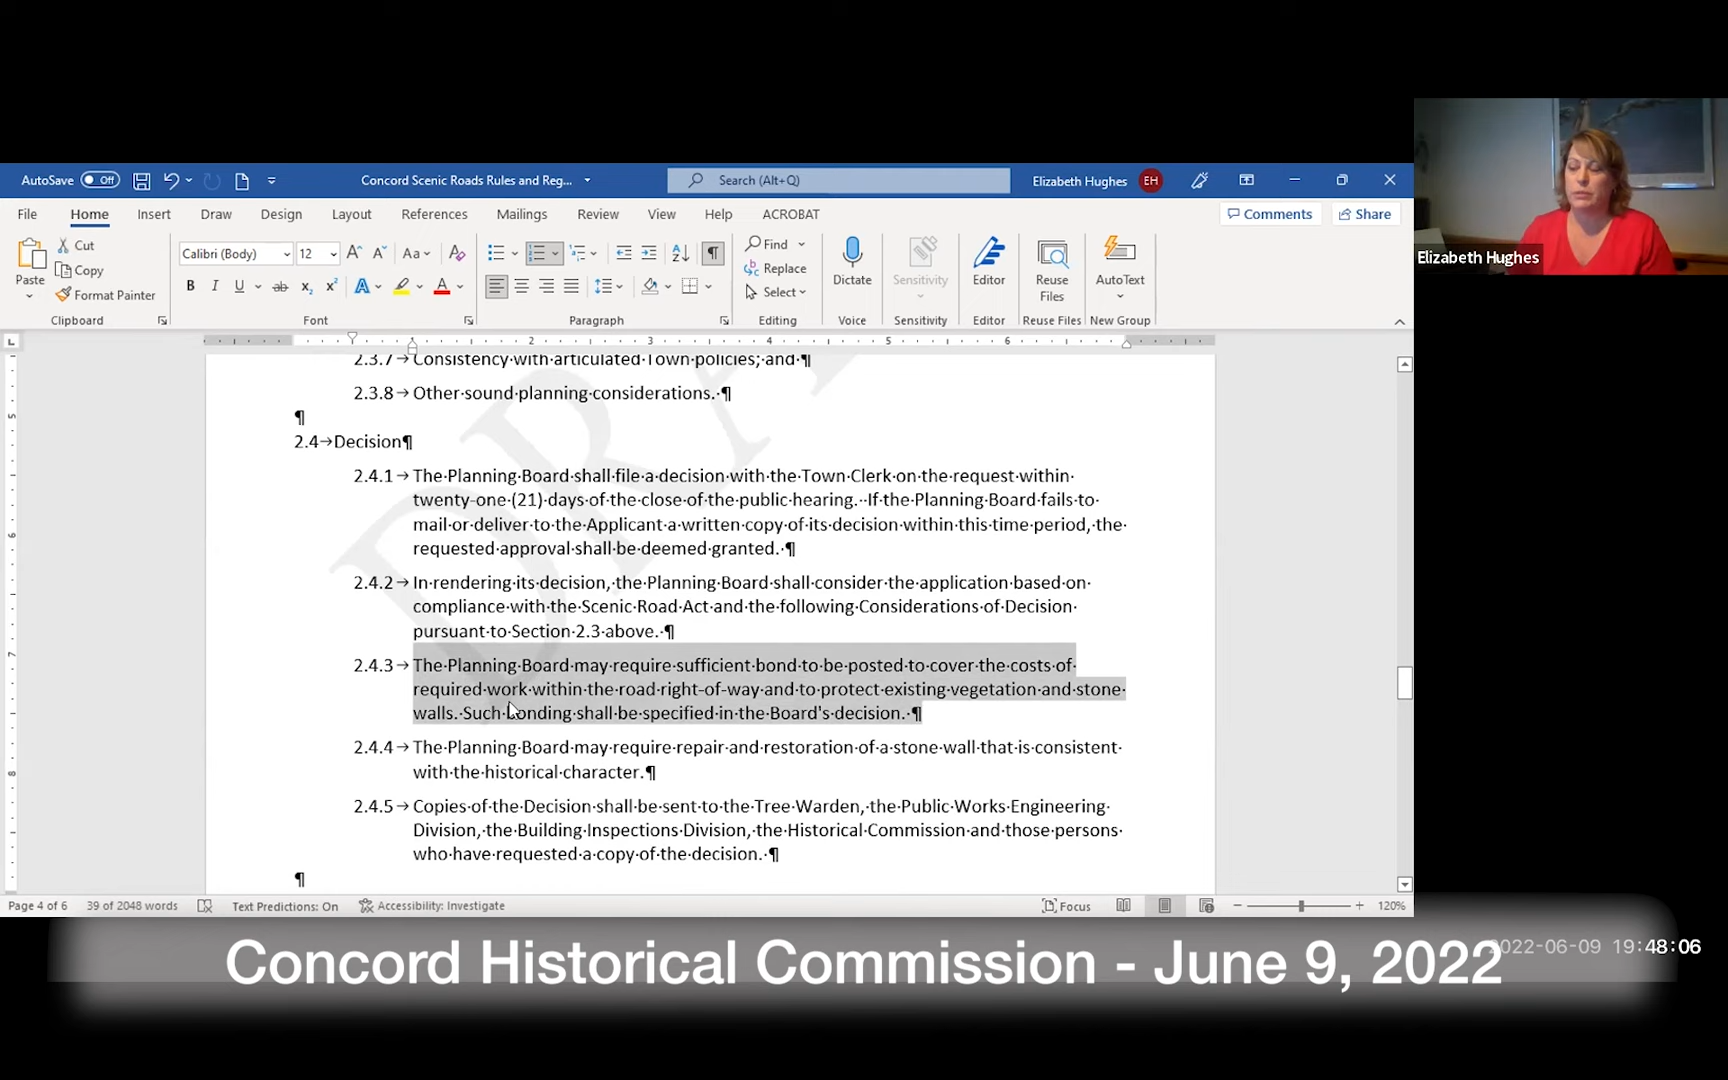 AutoSave Off
Concord Scenic Roads Rules and Reg...
Search (Alt+Q)
Elizabeth Hughes EH
File Home Insert Draw Design Layout References Mailings Review View Help ACROBAT
Comments Share
Paste
Cut
Copy
Format Painter
Clipboard
Calibri (Body) 12
Font
Paragraph
Find
Replace
Select
Editing
Dictate
Voice
Sensitivity
Sensitivity
Editor
Editor
Reuse
Files
Reuse Files
AutoText
New Group
2 3 4 5 6
5
6
7
8
DRA
2.3.7 → Consistency·with·articulated·Town·policies;·and·¶
2.3.8 → Other·sound·planning·considerations.·¶
¶
2.4→Decision¶
2.4.1 → The·Planning·Board·shall·file·a·decision·with·the·Town·Clerk·on·the·request·within·
twenty-one·(21)·days·of·the·close·of·the·public·hearing.··If·the·Planning·Board·fails·to·
mail·or·deliver·to·the·Applicant·a·written·copy·of·its·decision·within·this·time·period,·the·
requested·approval·shall·be·deemed·granted.·¶
2.4.2 → In·rendering·its·decision,·the·Planning·Board·shall·consider·the·application·based·on·
compliance·with·the·Scenic·Road·Act·and·the·following·Considerations·of·Decision·
pursuant·to·Section·2.3·above.·¶
2.4.3 → The·Planning·Board·may·require·sufficient·bond·to·be·posted·to·cover·the·costs·of·
required·work·within·the·road·right-of-way·and·to·protect·existing·vegetation·and·stone·
walls.·Such·bonding·shall·be·specified·in·the·Board's·decision.·¶
2.4.4 → The·Planning·Board·may·require·repair·and·restoration·of·a·stone·wall·that·is·consistent·
with·the·historical·character.¶
2.4.5 → Copies·of·the·Decision·shall·be·sent·to·the·Tree·Warden,·the·Public·Works·Engineering·
Division,·the·Building·Inspections·Division,·the·Historical·Commission·and·those·persons·
who·have·requested·a·copy·of·the·decision.·¶
¶
Page 4 of 6 39 of 2048 words Text Predictions: On Accessibility: Investigate Focus 120%
Elizabeth Hughes
Concord Historical Commission - June 9, 2022
2022-06-09 19:48:06